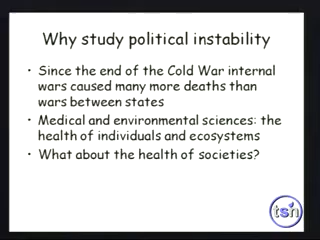 Why study political instability
• Since the end of the Cold War internal
wars caused many more deaths than
wars between states
• Medical and environmental sciences: the
health of individuals and ecosystems
• What about the health of societies?
tsn